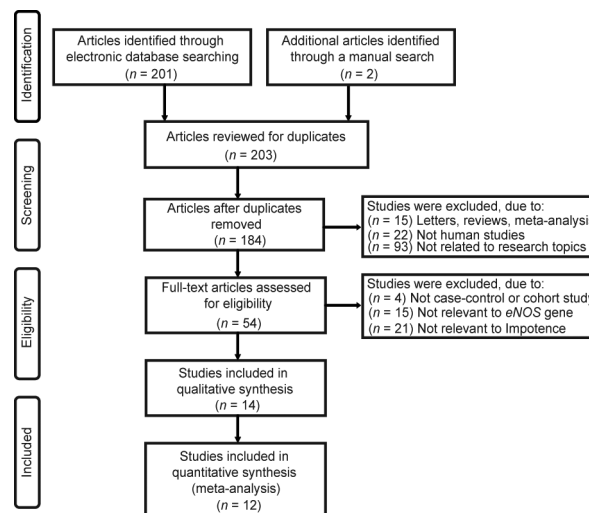 Identification
Articles identified through
electronic database searching
(n = 201)
Additional articles identified
through a manual search
(n = 2)
Articles reviewed for duplicates
(n = 203)
Screening
Articles after duplicates
removed
(n = 184)
Studies were excluded, due to:
(n = 15) Letters, reviews, meta-analysis
(n = 22) Not human studies
(n = 93) Not related to research topics
Eligibility
Full-text articles assessed
for eligibility
(n = 54)
Studies were excluded, due to:
(n = 4) Not case-control or cohort study
(n = 15) Not relevant to eNOS gene
(n = 21) Not relevant to Impotence
Studies included in
qualitative synthesis
(n = 14)
Included
Studies included in
quantitative synthesis
(meta-analysis)
(n = 12)